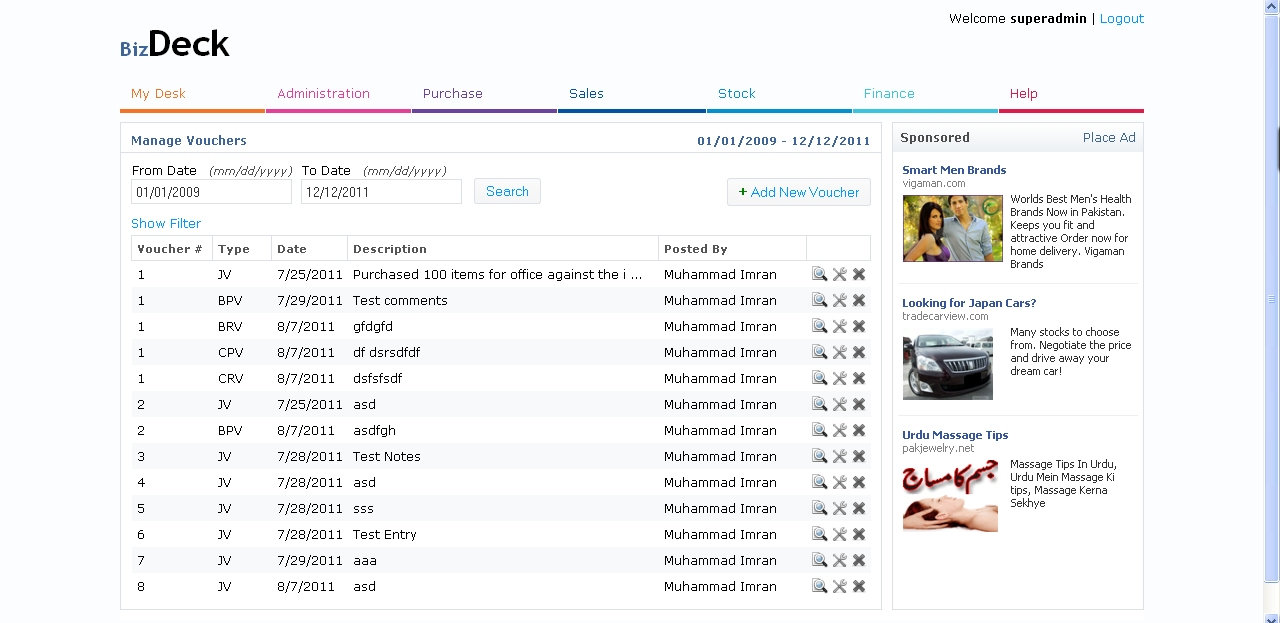 Welcome superadmin | Logout
BizDeck
My Desk Administration Purchase Sales Stock Finance Help
Manage Vouchers 01/01/2009 - 12/12/2011
From Date (mm/dd/yyyy) To Date (mm/dd/yyyy)
01/01/2009 12/12/2011 Search + Add New Voucher
Show Filter
Voucher # Type Date Description Posted By
1 JV 7/25/2011 Purchased 100 items for office against the i ... Muhammad Imran
1 BPV 7/29/2011 Test comments Muhammad Imran
1 BRV 8/7/2011 gfdgfd Muhammad Imran
1 CPV 8/7/2011 df dsrsdfdf Muhammad Imran
1 CRV 8/7/2011 dsfsfsdf Muhammad Imran
2 JV 7/25/2011 asd Muhammad Imran
2 BPV 8/7/2011 asdfgh Muhammad Imran
3 JV 7/28/2011 Test Notes Muhammad Imran
4 JV 7/28/2011 asd Muhammad Imran
5 JV 7/28/2011 sss Muhammad Imran
6 JV 7/28/2011 Test Entry Muhammad Imran
7 JV 7/29/2011 aaa Muhammad Imran
8 JV 8/7/2011 asd Muhammad Imran
Sponsored Place Ad
Smart Men Brands
vigaman.com
Worlds Best Men's Health
Brands Now in Pakistan.
Keeps you fit and
attractive Order now for
home delivery. Vigaman
Brands
Looking for Japan Cars?
tradecarview.com
Many stocks to choose
from. Negotiate the price
and drive away your
dream car!
Urdu Massage Tips
pakjewelry.net
جسم کا مساج
Massage Tips In Urdu,
Urdu Mein Massage Ki
tips, Massage Kerna
Sekhye